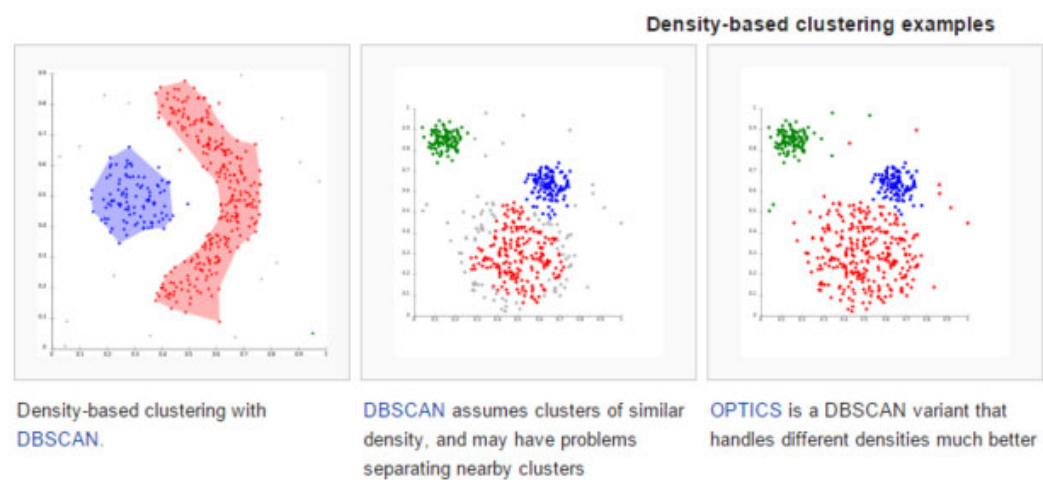 Density-based clustering examples
Density-based clustering with
DBSCAN.
DBSCAN assumes clusters of similar
density, and may have problems
separating nearby clusters
OPTICS is a DBSCAN variant that
handles different densities much better